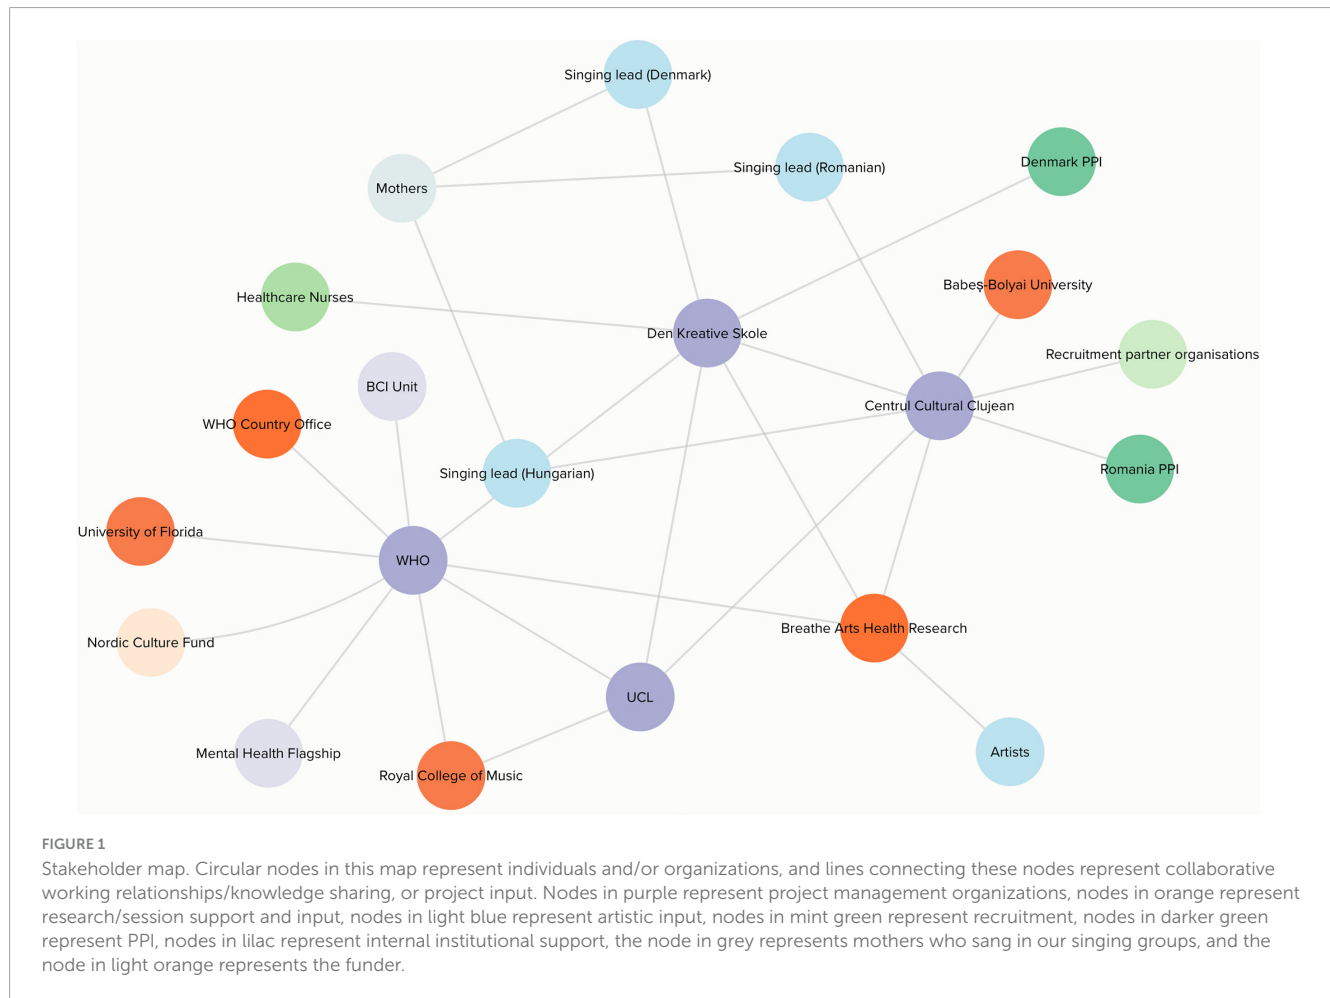 Singing lead (Denmark)
Singing lead (Romanian)
Denmark PPI
Mothers
Healthcare Nurses
Babeș-Bolyai University
Den Kreative Skole
Recruitment partner organisations
BCI Unit
Centrul Cultural Clujean
WHO Country Office
Singing lead (Hungarian)
Romania PPI
University of Florida
WHO
Nordic Culture Fund
Breathe Arts Health Research
UCL
Mental Health Flagship
Royal College of Music
Artists
FIGURE 1
Stakeholder map. Circular nodes in this map represent individuals and/or organizations, and lines connecting these nodes represent collaborative
working relationships/knowledge sharing, or project input. Nodes in purple represent project management organizations, nodes in orange represent
research/session support and input, nodes in light blue represent artistic input, nodes in mint green represent recruitment, nodes in darker green
represent PPI, nodes in lilac represent internal institutional support, the node in grey represents mothers who sang in our singing groups, and the
node in light orange represents the funder.